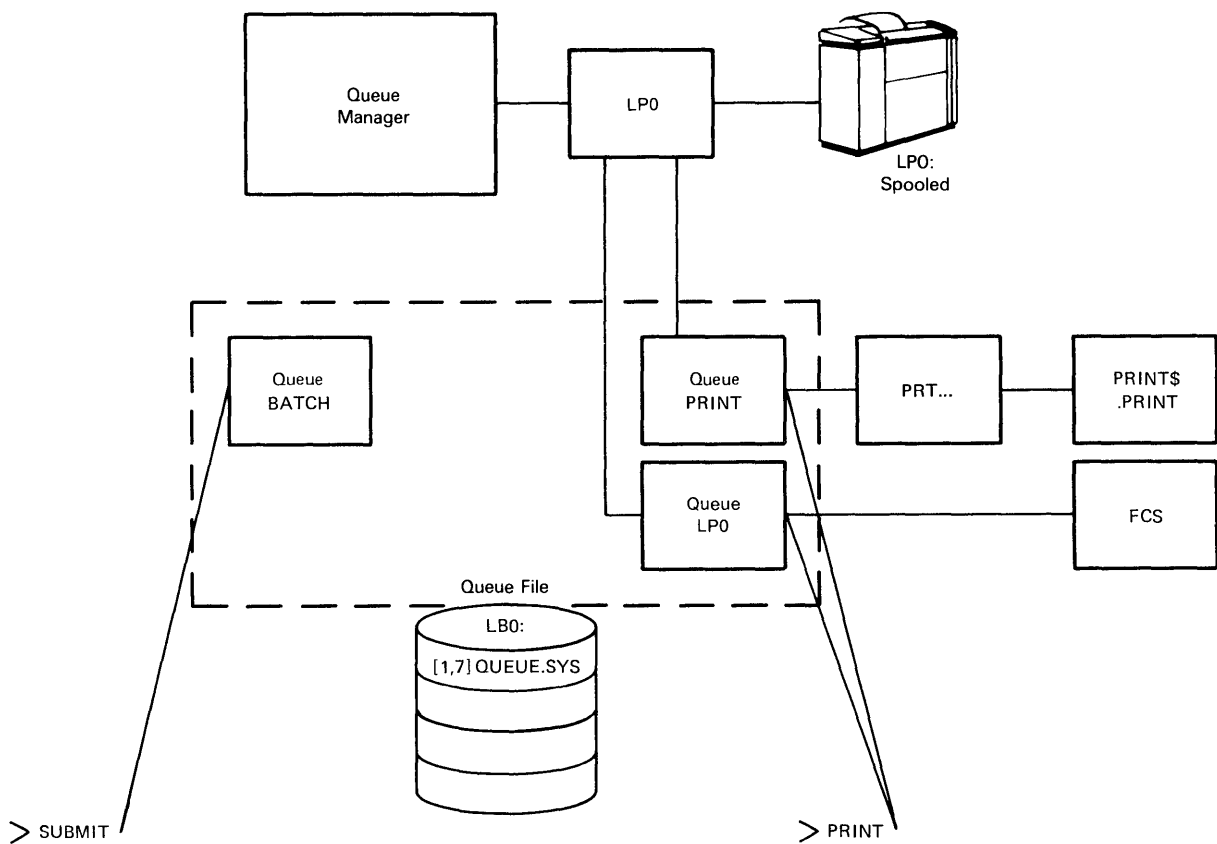 Queue
Manager
LP0
LP0:
Spooled
Queue
BATCH
Queue
PRINT
PRT...
PRINT$
.PRINT
Queue
LP0
FCS
Queue File
LB0:
[1,7] QUEUE.SYS
> SUBMIT
> PRINT